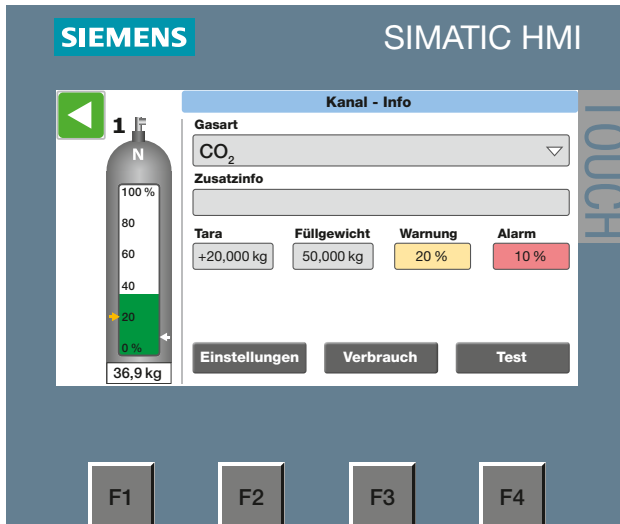 SIEMENS
SIMATIC HMI
TOUCH
Kanal - Info
1
N
100 %
80
60
40
20
0 %
36,9 kg
Gasart
CO₂
Zusatzinfo
Tara Füllgewicht Warnung Alarm
+20,000 kg 50,000 kg 20 % 10 %
Einstellungen Verbrauch Test
F1 F2 F3 F4